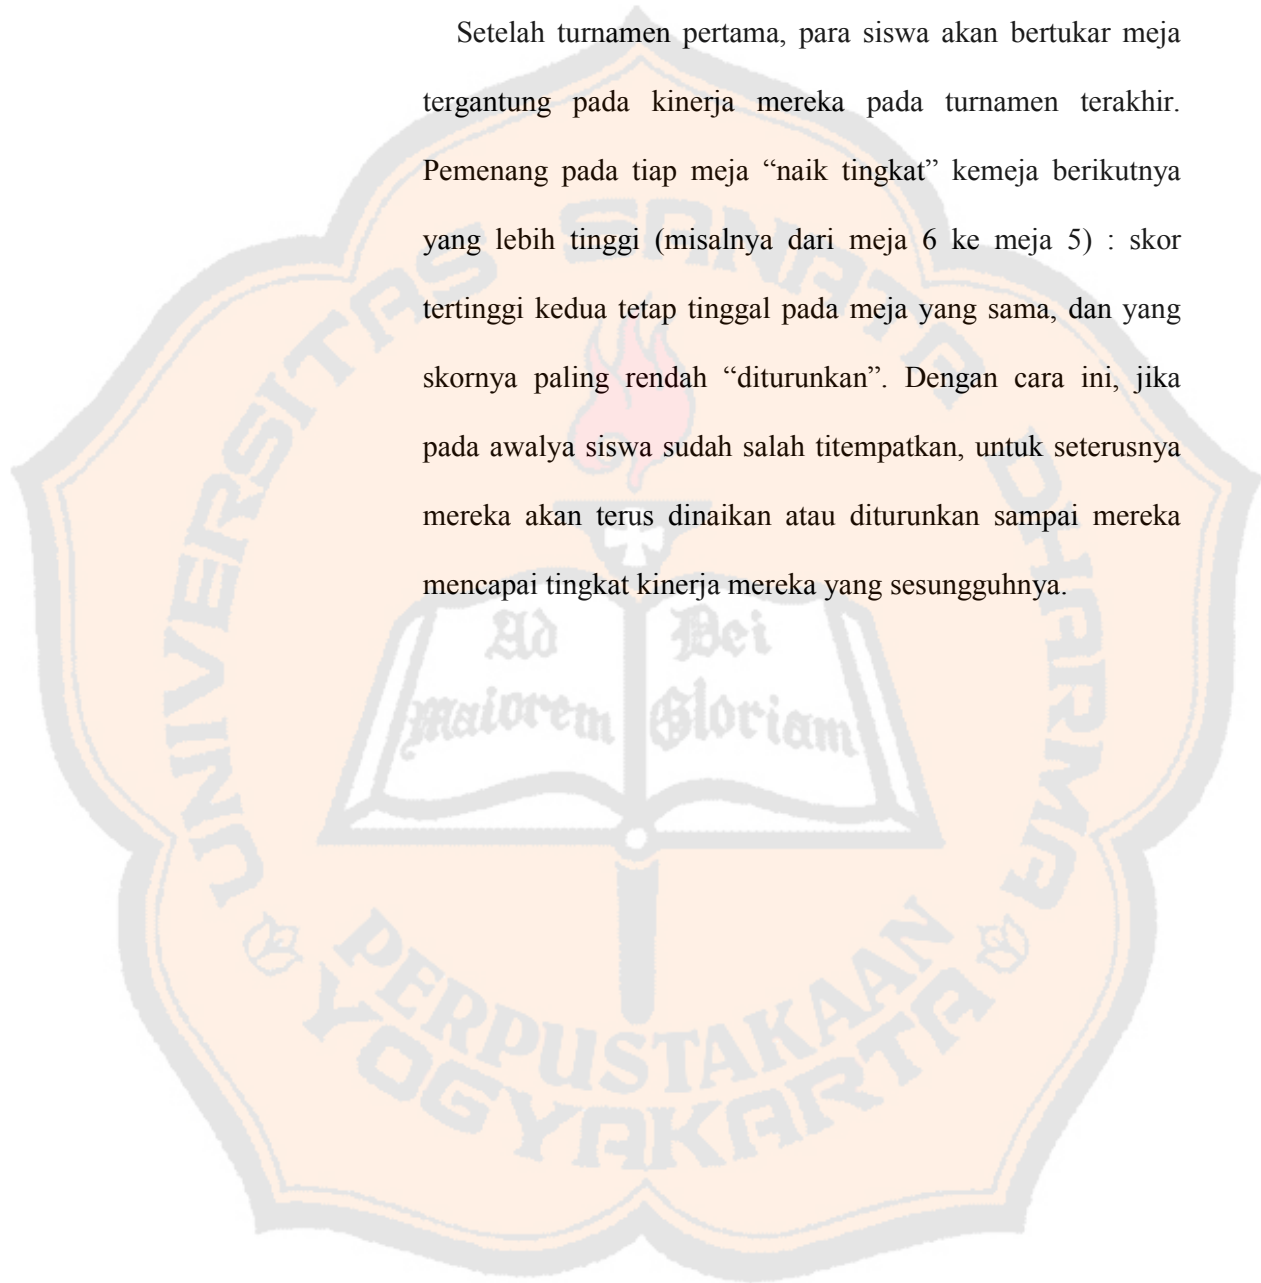 Setelah turnamen pertama, para siswa akan bertukar meja
tergantung pada kinerja mereka pada turnamen terakhir.
Pemenang pada tiap meja “naik tingkat” kemeja berikutnya
yang lebih tinggi (misalnya dari meja 6 ke meja 5) : skor
tertinggi kedua tetap tinggal pada meja yang sama, dan yang
skornya paling rendah “diturunkan”. Dengan cara ini, jika
pada awalya siswa sudah salah titempatkan, untuk seterusnya
mereka akan terus dinaikan atau diturunkan sampai mereka
mencapai tingkat kinerja mereka yang sesungguhnya.
UNIVERSITAS SANATA DHARMA
Ad Dei
maiorem Gloriam
PERPUSTAKAAN
YOGYAKARTA